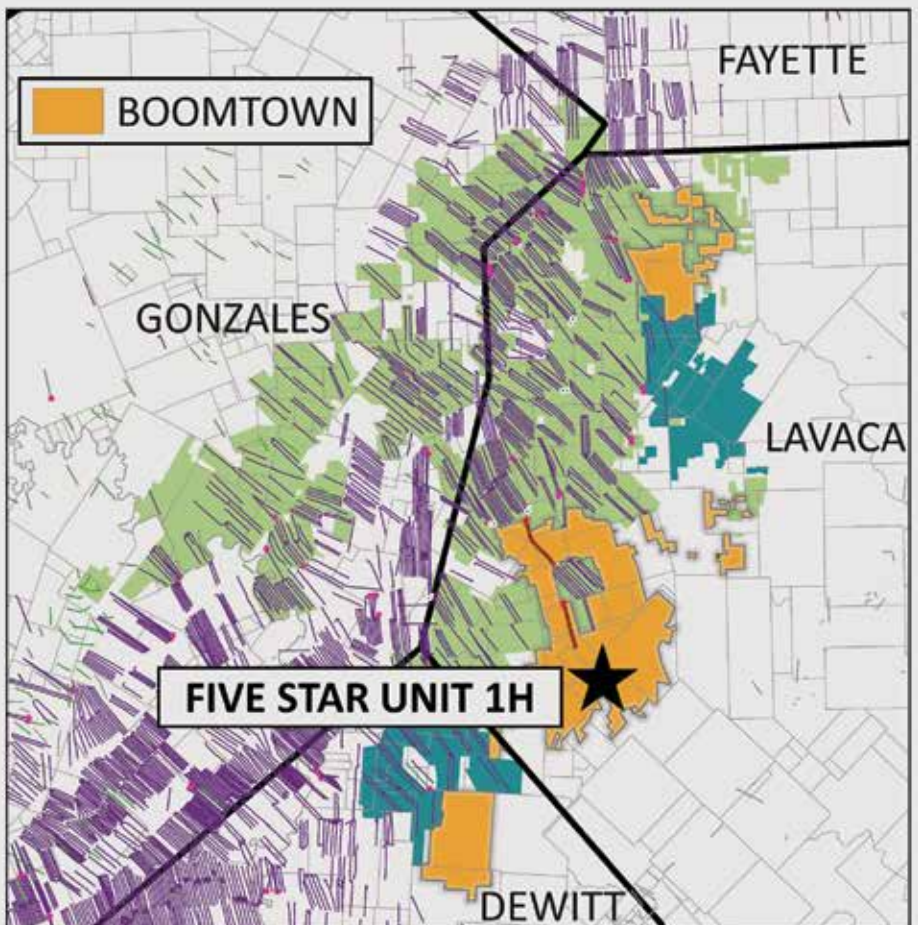 FAYETTE
BOOMTOWN
GONZALES
LAVACA
FIVE STAR UNIT 1H
DEWITT